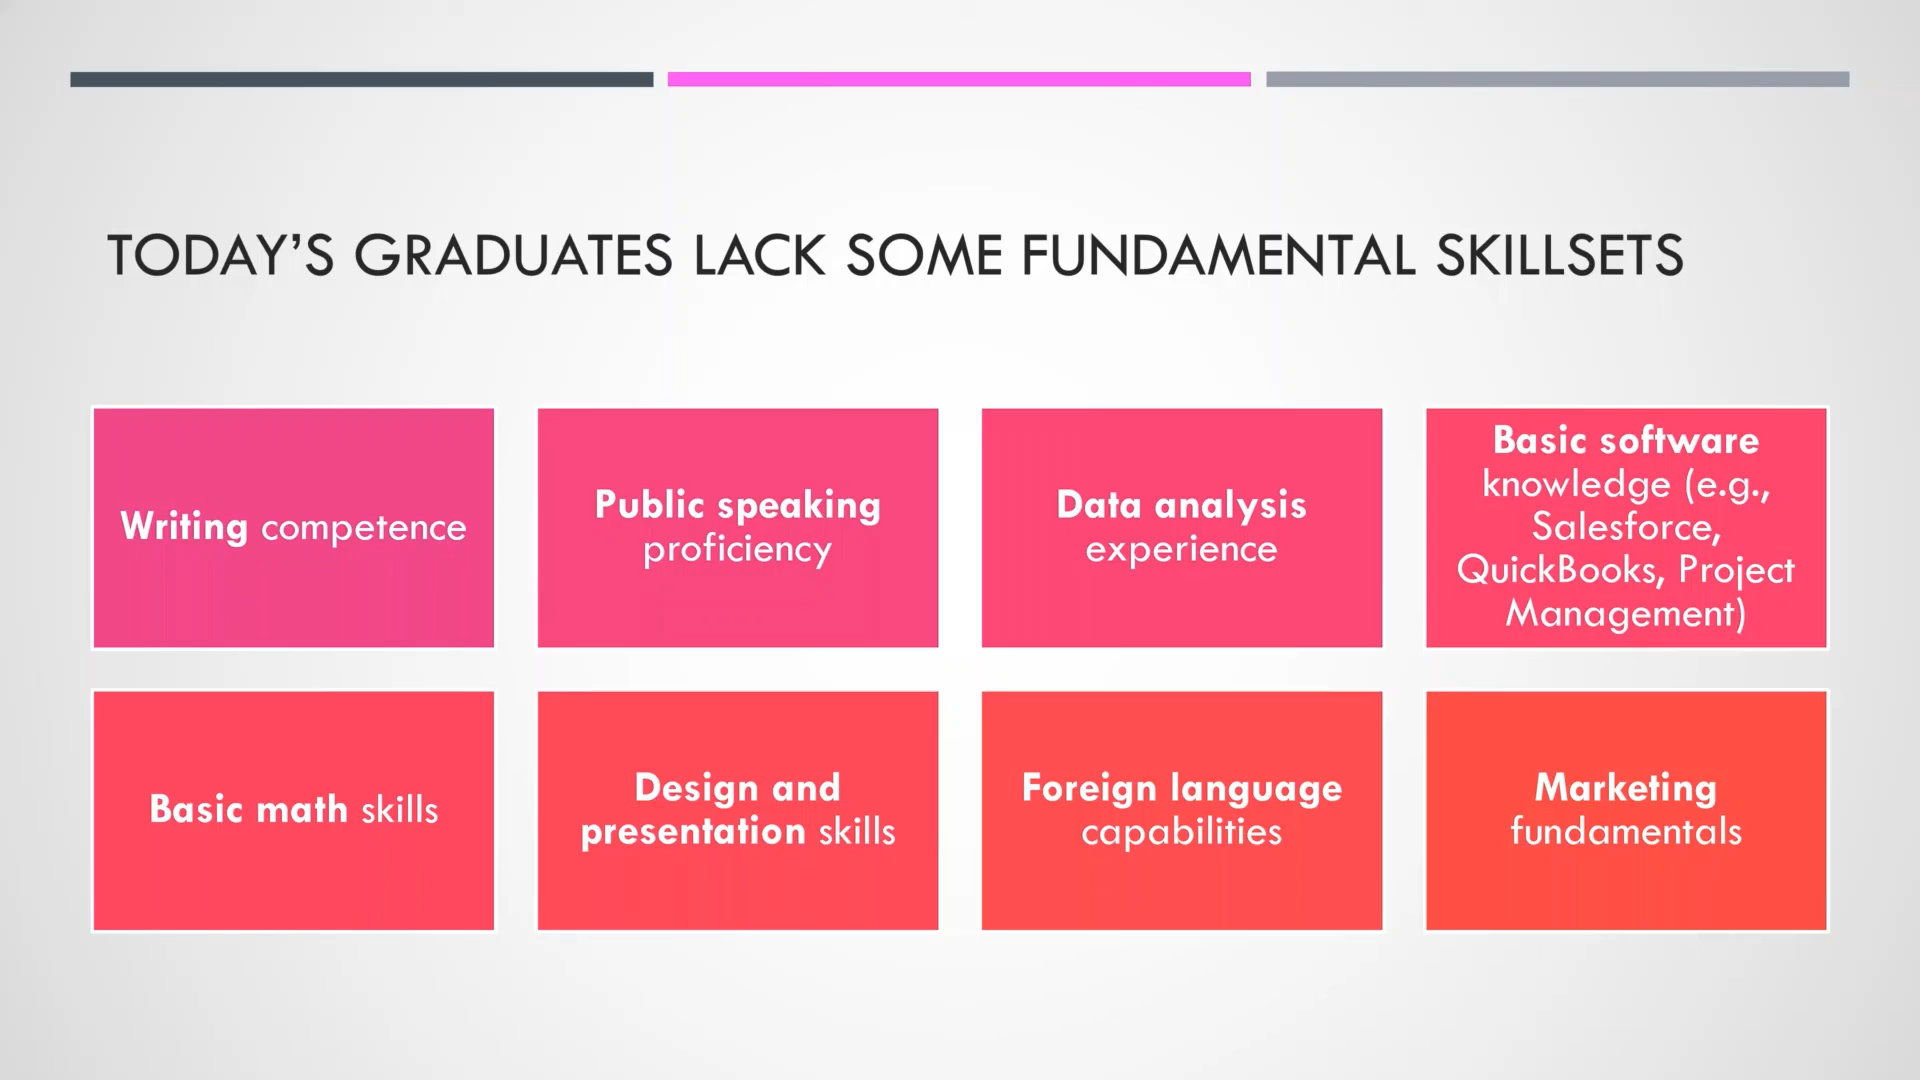 TODAY’S GRADUATES LACK SOME FUNDAMENTAL SKILLSETS
Writing competence
Public speaking
proficiency
Data analysis
experience
Basic software
knowledge (e.g.,
Salesforce,
QuickBooks, Project
Management)
Basic math skills
Design and
presentation skills
Foreign language
capabilities
Marketing
fundamentals